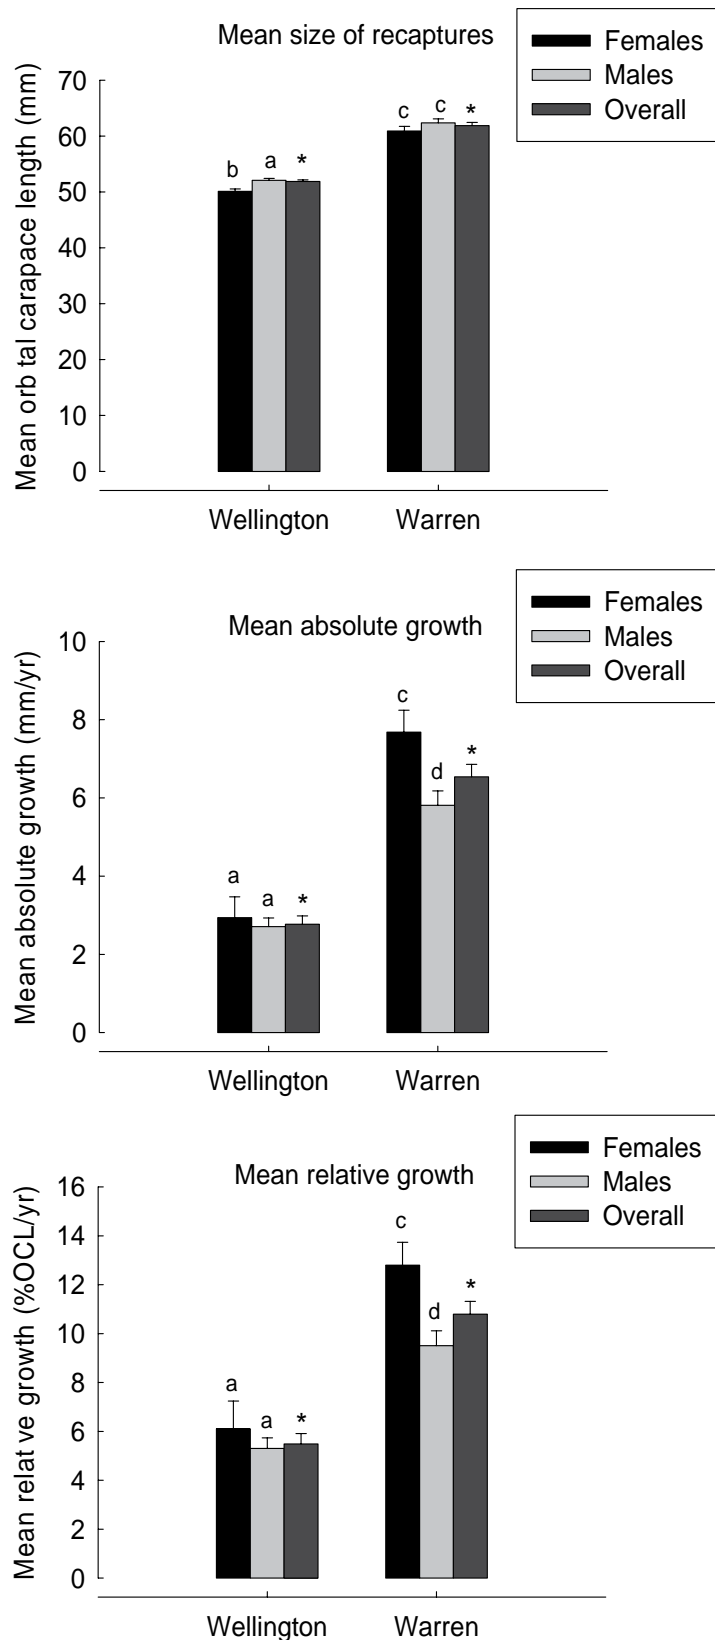 Mean size of recaptures
Females
Males
Overall
Mean orb tal carapace length (mm)
70
60
50
40
30
20
10
0
b
a
*
c
c
*
Wellington
Warren
Mean absolute growth
Females
Males
Overall
Mean absolute growth (mm/yr)
10
8
6
4
2
0
a
a
*
c
d
*
Wellington
Warren
Mean relative growth
Females
Males
Overall
Mean relat ve growth (%OCL/yr)
16
14
12
10
8
6
4
2
0
a
a
*
c
d
*
Wellington
Warren